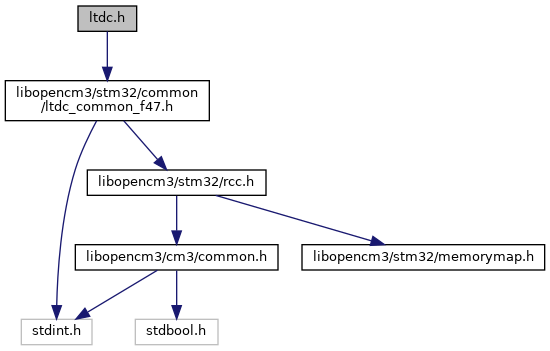 ltdc.h
libopencm3/stm32/common
/ltdc_common_f47.h
libopencm3/stm32/rcc.h
libopencm3/cm3/common.h
libopencm3/stm32/memorymap.h
stdint.h
stdbool.h